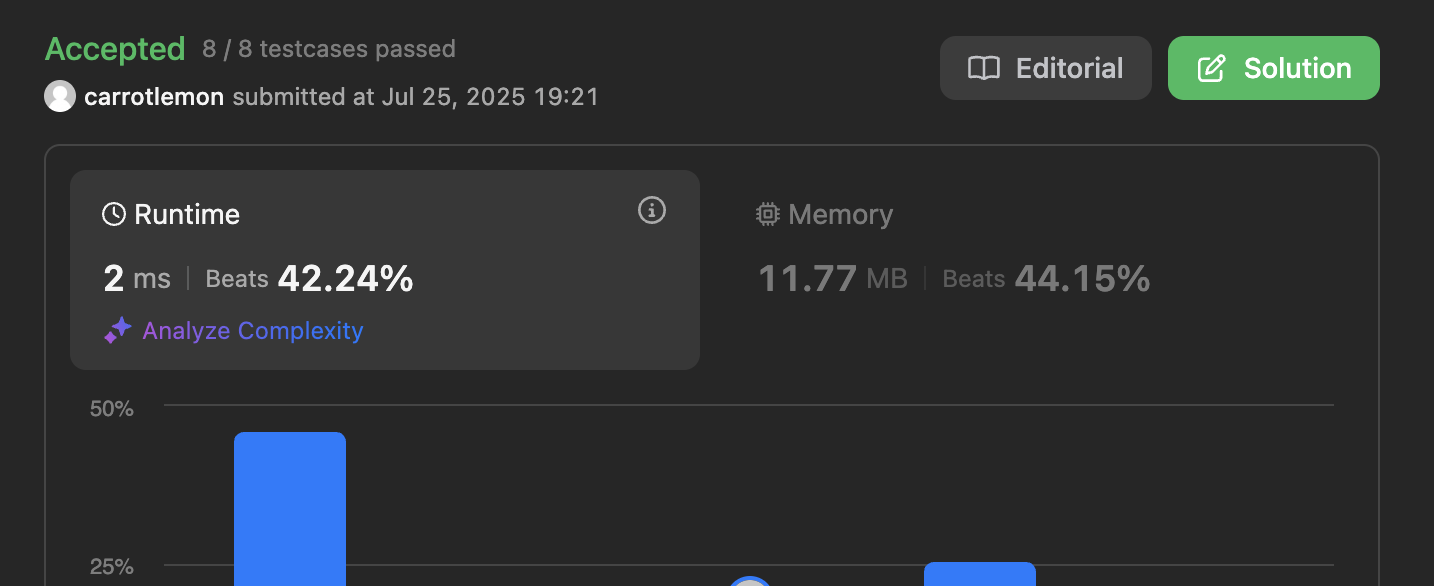 Accepted 8 / 8 testcases passed
carrotlemon submitted at Jul 25, 2025 19:21
Editorial
Solution
Runtime
2 ms | Beats 42.24%
Analyze Complexity
Memory
11.77 MB | Beats 44.15%
50%
25%